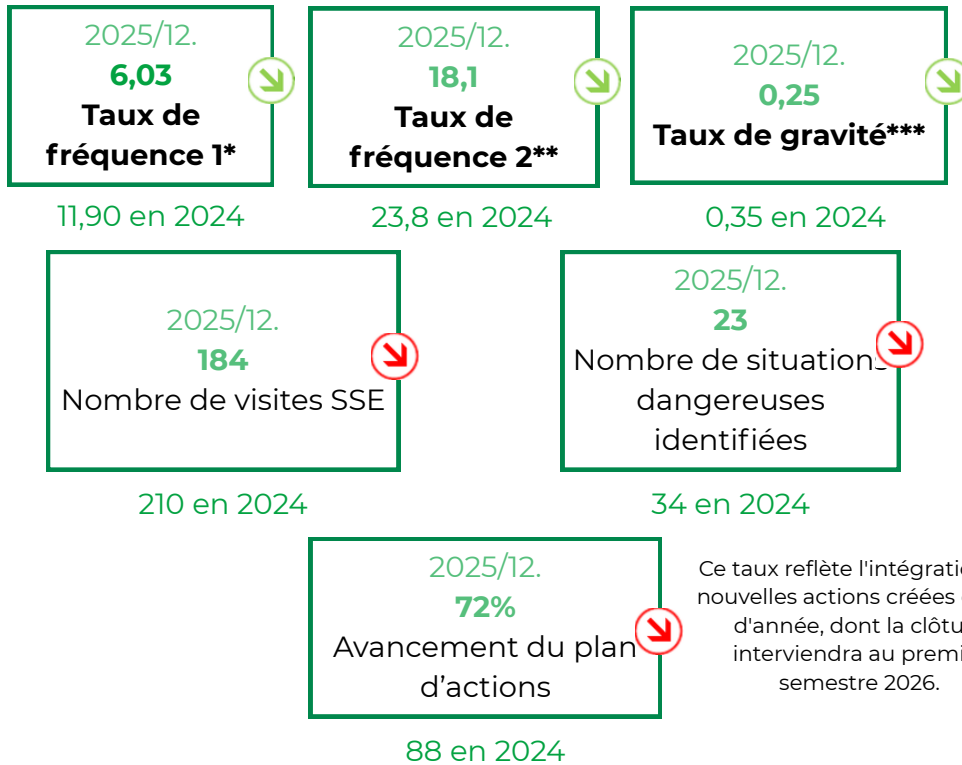 2025/12.
6,03
Taux de
fréquence 1*
11,90 en 2024
2025/12.
18,1
Taux de
fréquence 2**
23,8 en 2024
2025/12.
0,25
Taux de gravité***
0,35 en 2024
2025/12.
184
Nombre de visites SSE
210 en 2024
2025/12.
23
Nombre de situations
dangereuses
identifiées
34 en 2024
2025/12.
72%
Avancement du plan
d’actions
88 en 2024
Ce taux reflète
nouvelles actions créées
d'année, dont la
interviendra au
semestre 2026.